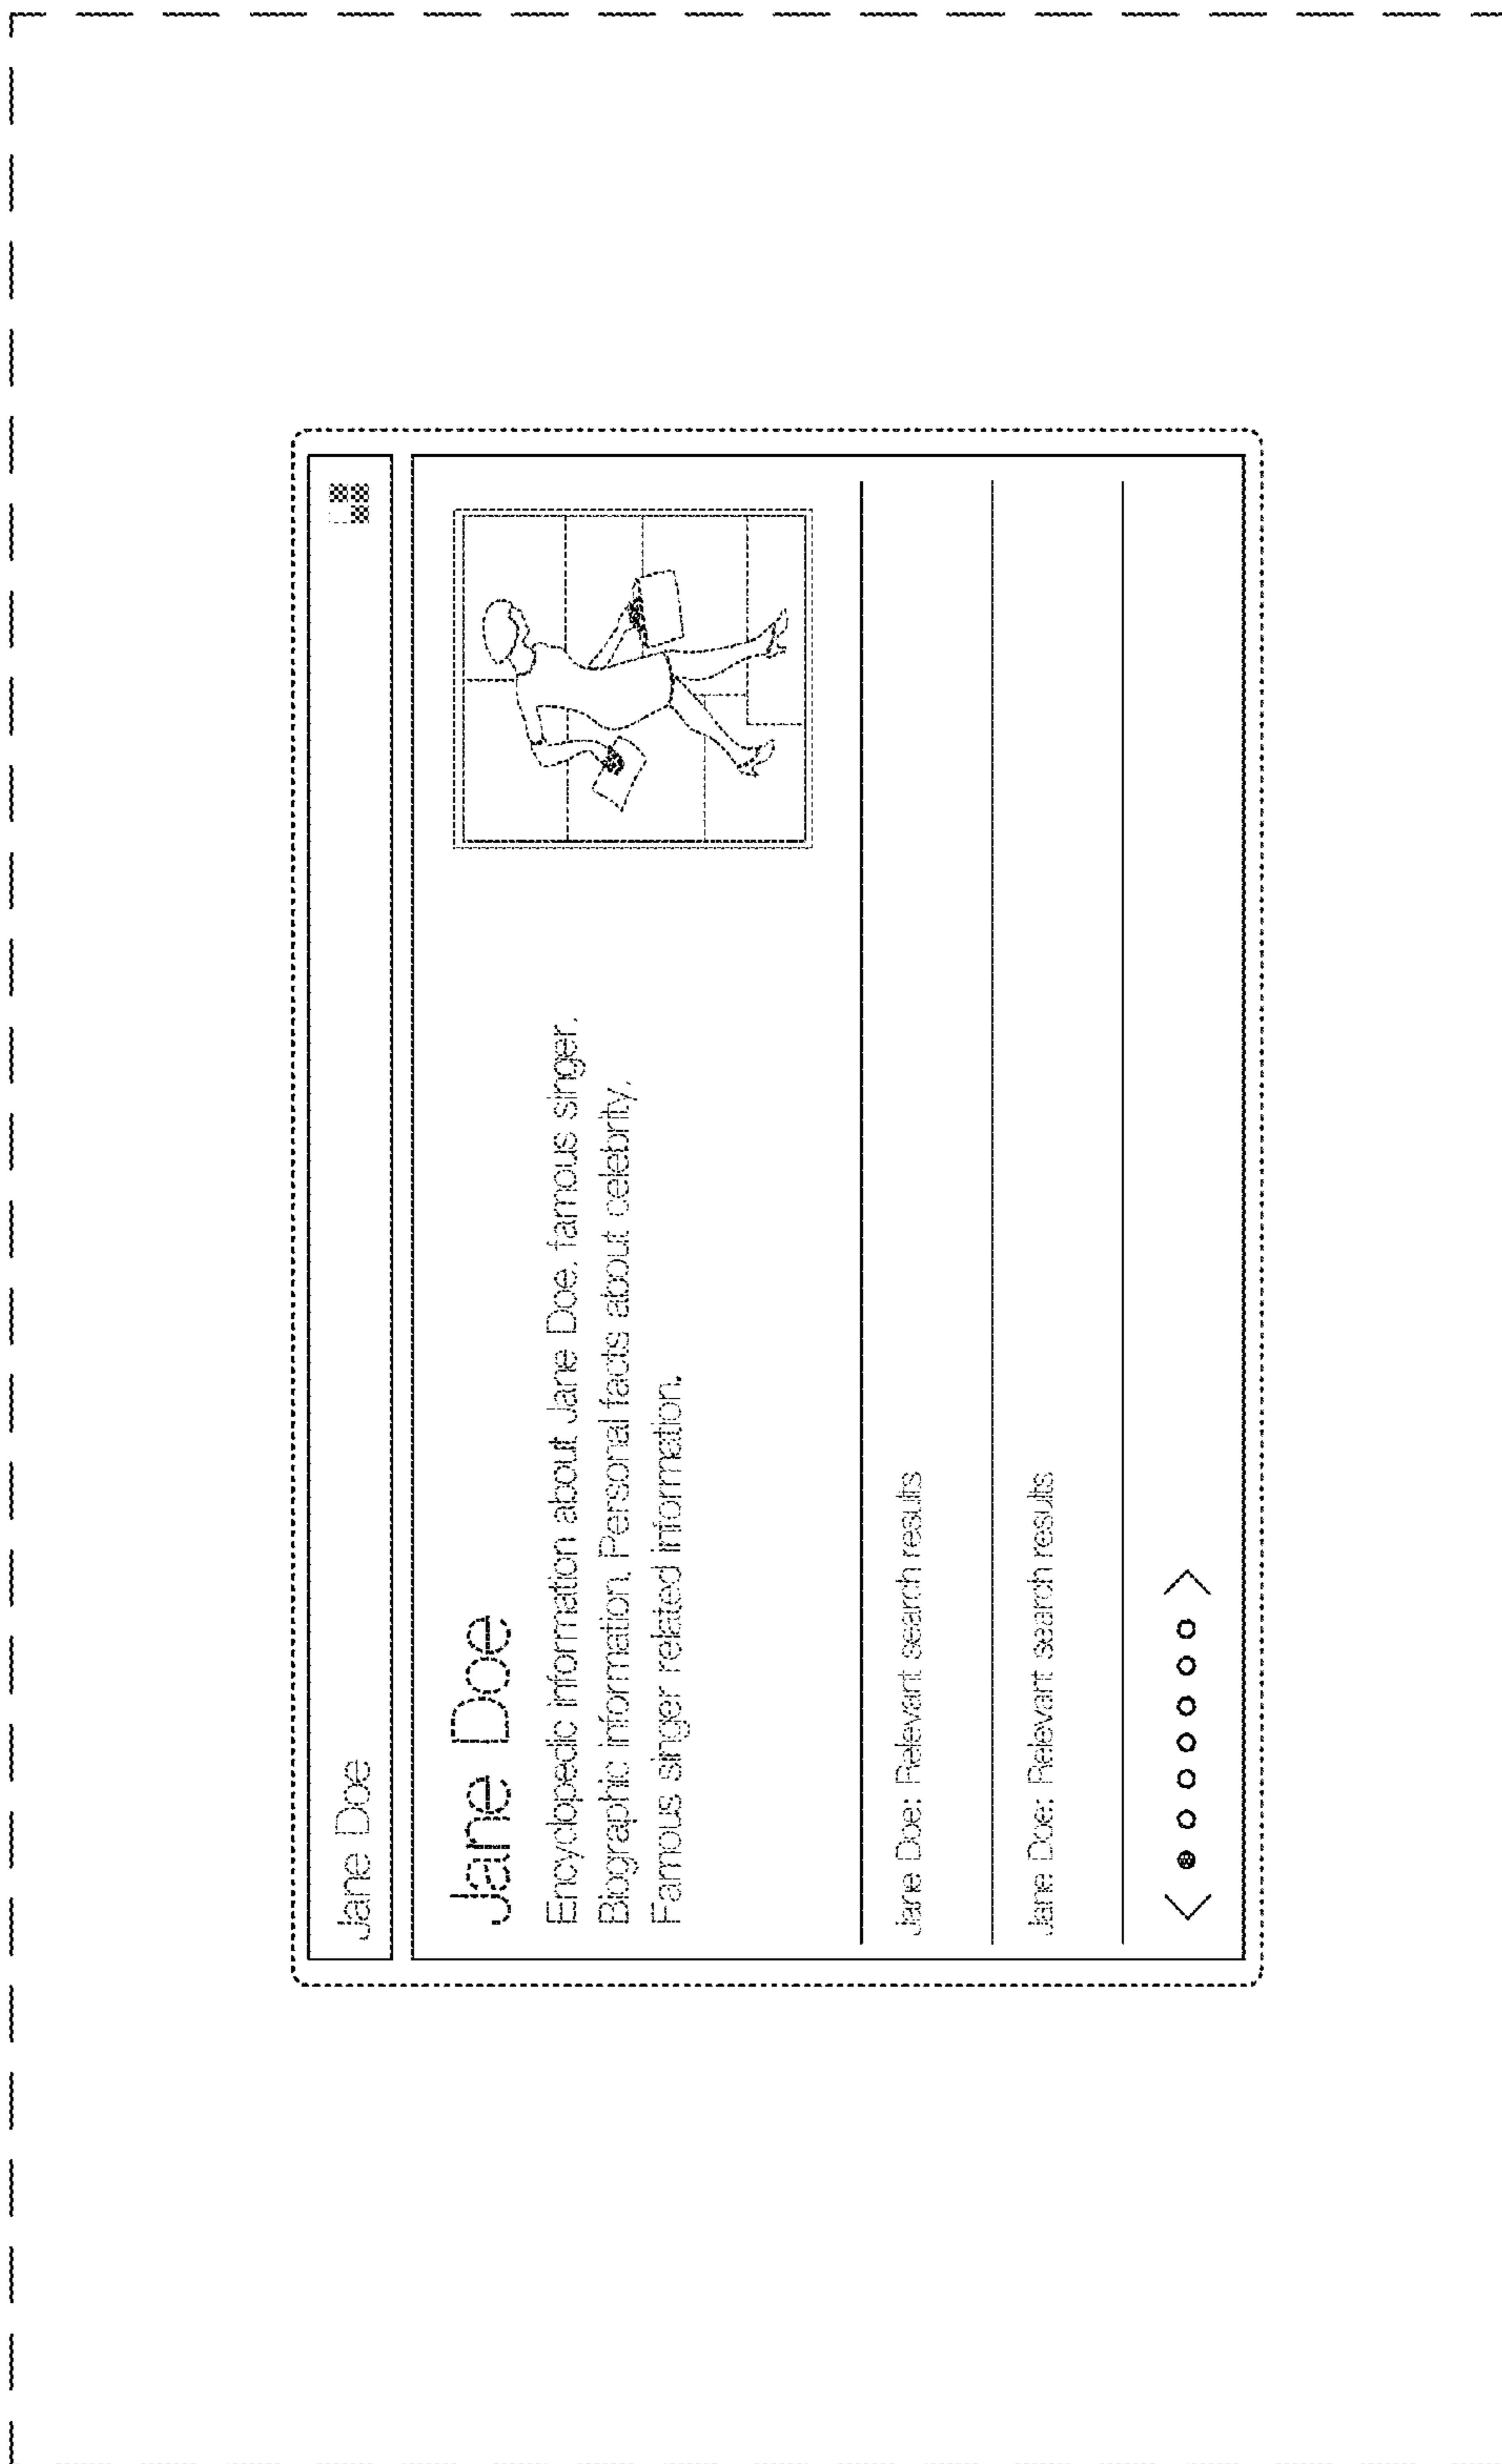 Jane Doe
Jane Doe
Encyclopedic information about Jane Doe, famous singer.
Biographic information. Personal facts about celebrity.
Famous singer related information.
Jane Doe: Relevant search results
Jane Doe: Relevant search results